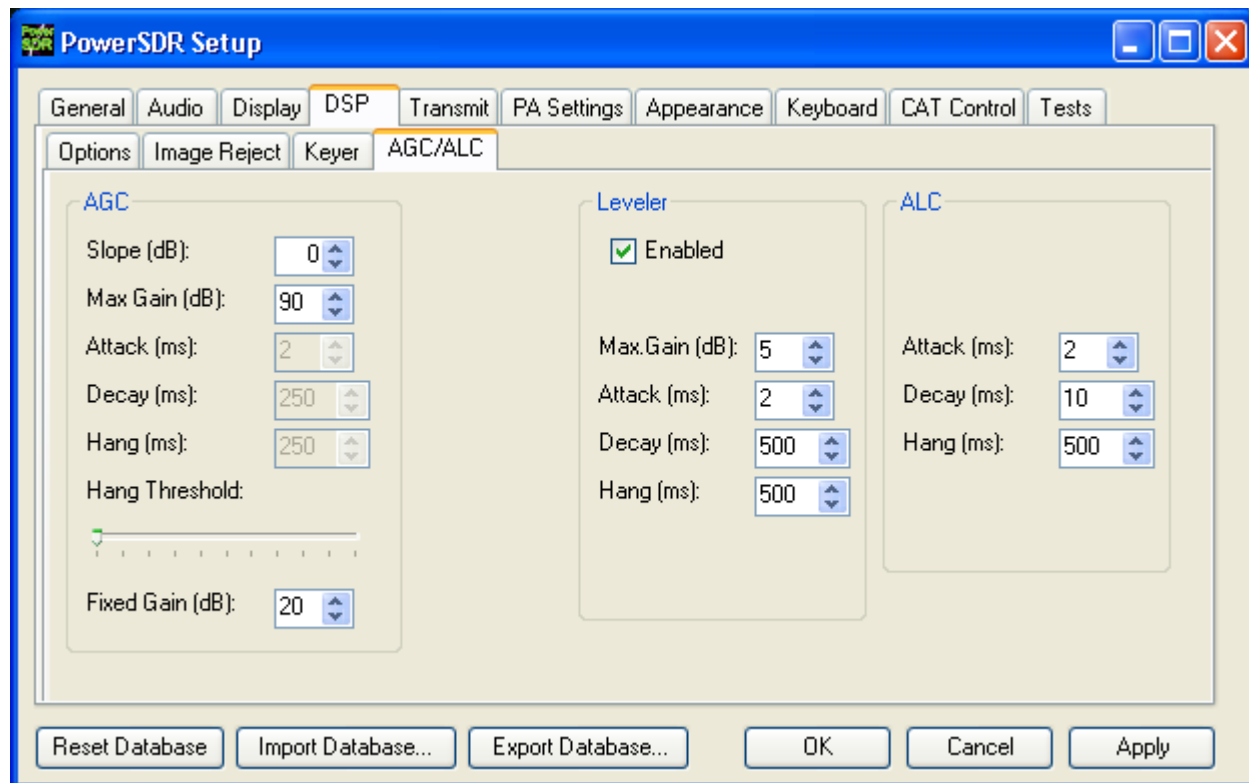 Power SDR PowerSDR Setup
General Audio Display DSP Transmit PA Settings Appearance Keyboard CAT Control Tests
Options Image Reject Keyer AGC/ALC
AGC
Slope (dB): 0
Max Gain (dB): 90
Attack (ms): 2
Decay (ms): 250
Hang (ms): 250
Hang Threshold:
Fixed Gain (dB): 20
Leveler
Enabled
Max.Gain (dB): 5
Attack (ms): 2
Decay (ms): 500
Hang (ms): 500
ALC
Attack (ms): 2
Decay (ms): 10
Hang (ms): 500
Reset Database Import Database... Export Database... OK Cancel Apply